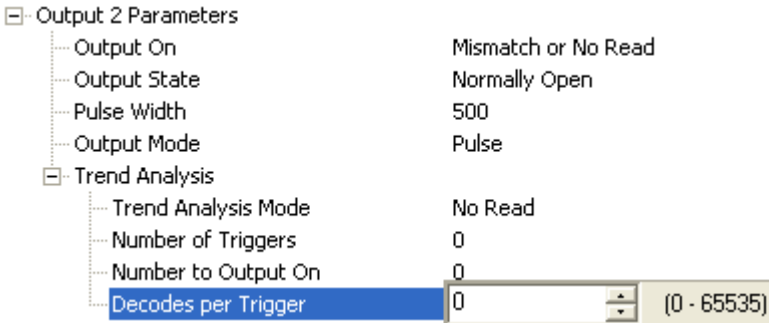 Output 2 Parameters
Output On Mismatch or No Read
Output State Normally Open
Pulse Width 500
Output Mode Pulse
Trend Analysis
Trend Analysis Mode No Read
Number of Triggers 0
Number to Output On 0
Decodes per Trigger 0 (0 - 65535)